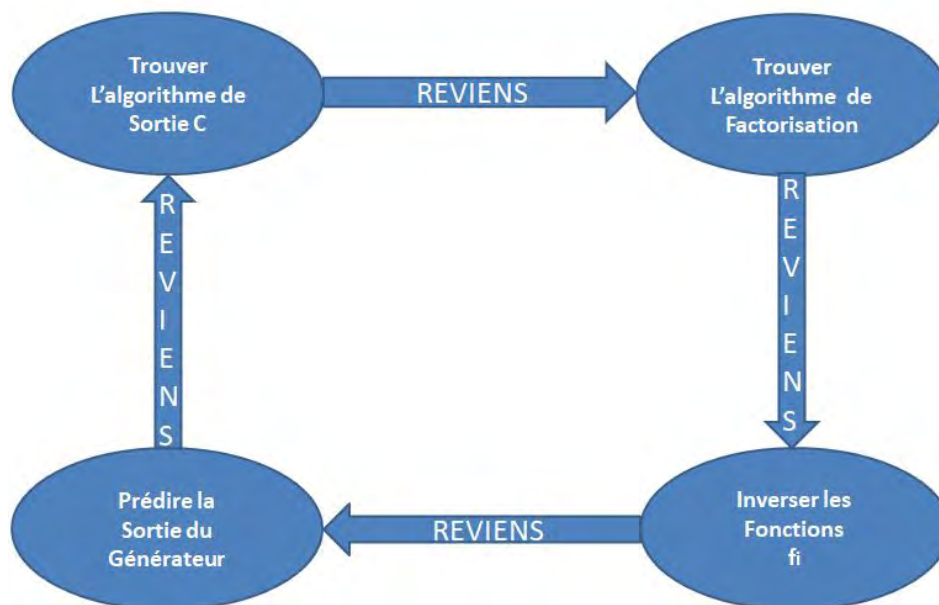 Trouver
L'algorithme de
Sortie C
REVIENS
Trouver
L'algorithme de
Factorisation
REVIENS
REVIENS
Prédire la
Sortie du
Générateur
REVIENS
Inverser les
Fonctions
fi